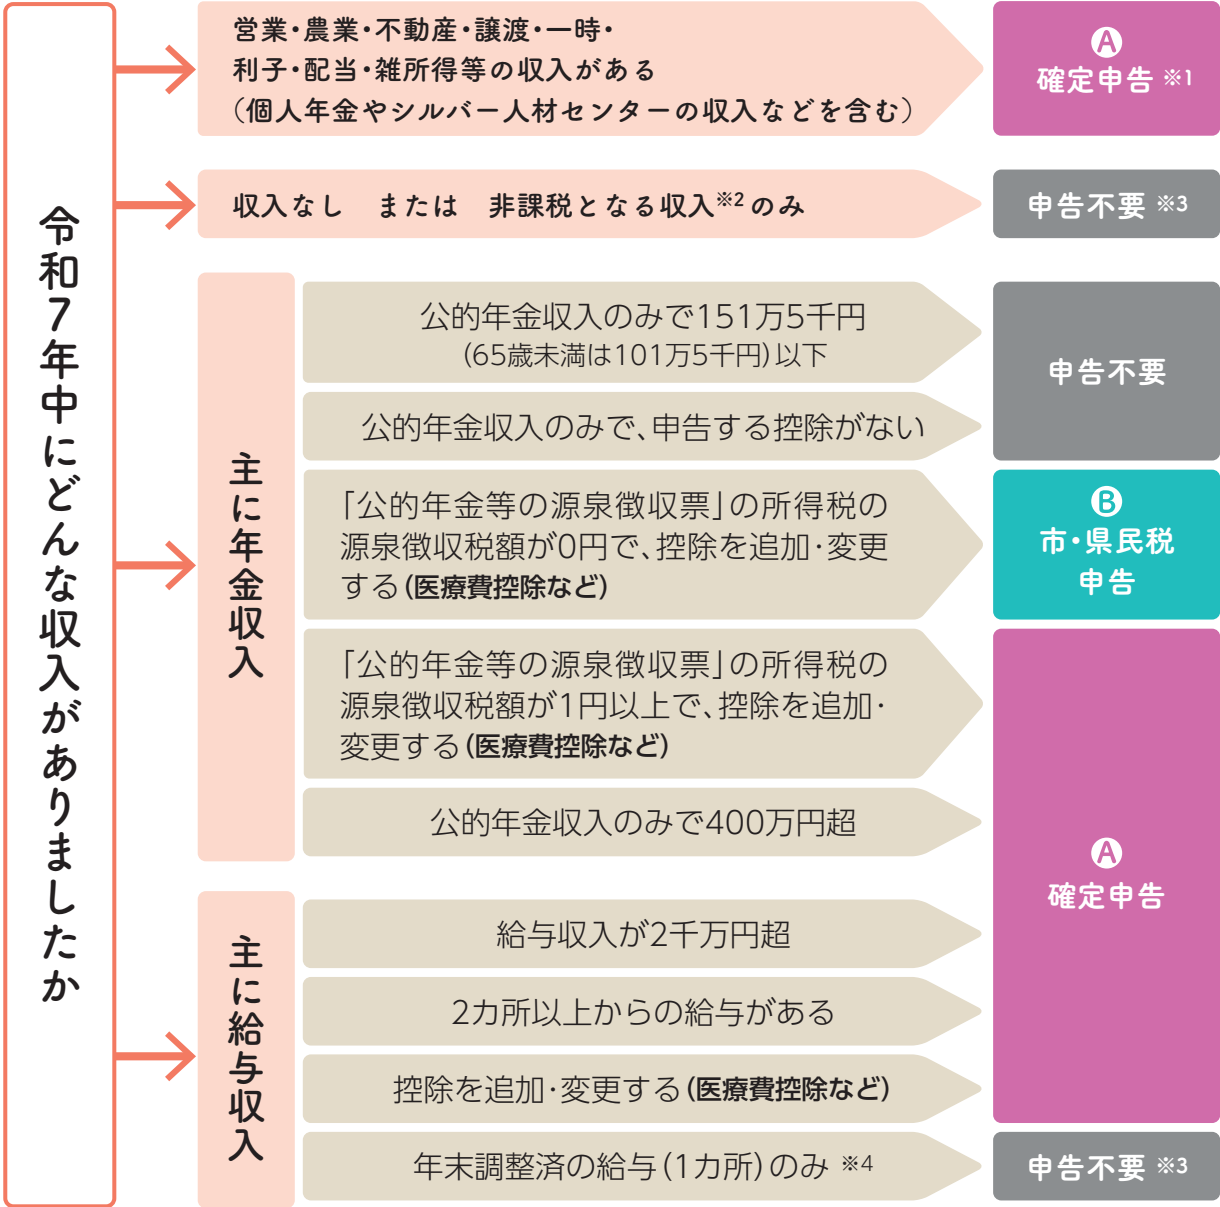 令和7年中にどんな収入がありましたか
営業・農業・不動産・譲渡・一時・
利子・配当・雑所得等の収入がある
（個人年金やシルバー人材センターの収入などを含む）
A
確定申告 ※1
収入なし　または　非課税となる収入※2 のみ
申告不要 ※3
主に年金収入
公的年金収入のみで151万5千円
（65歳未満は101万5千円）以下
公的年金収入のみで、申告する控除がない
申告不要
「公的年金等の源泉徴収票」の所得税の
源泉徴収税額が0円で、控除を追加・変更
する（医療費控除など）
B
市・県民税
申告
「公的年金等の源泉徴収票」の所得税の
源泉徴収税額が1円以上で、控除を追加・
変更する（医療費控除など）
公的年金収入のみで400万円超
主に給与収入
給与収入が2千万円超
2カ所以上からの給与がある
控除を追加・変更する（医療費控除など）
A
確定申告
年末調整済の給与（1カ所）のみ ※4
申告不要 ※3